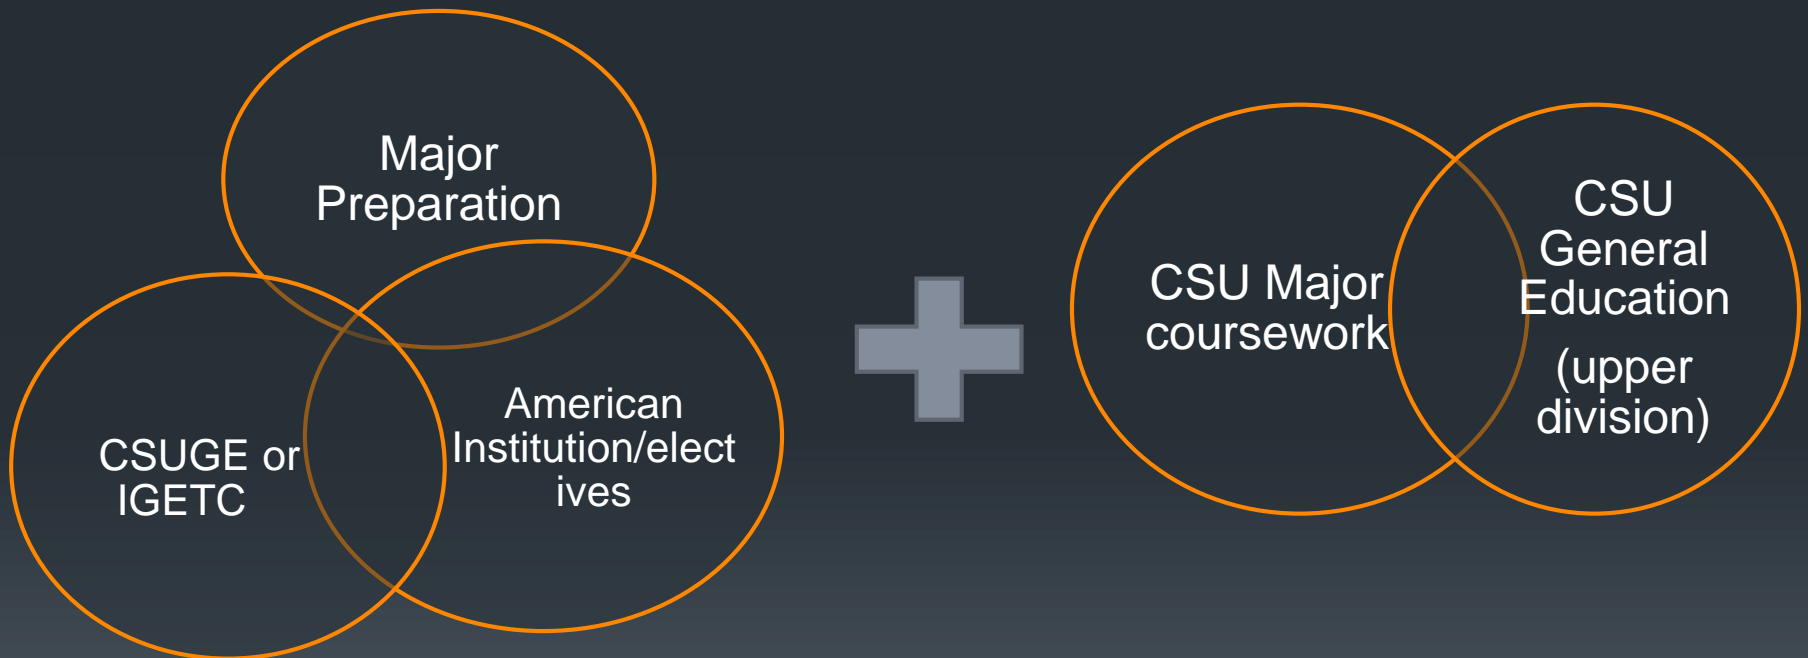 Major
Preparation
CSUGE or
IGETC
American
Institution/elect
ives
CSU Major
coursework
CSU
General
Education
(upper
division)